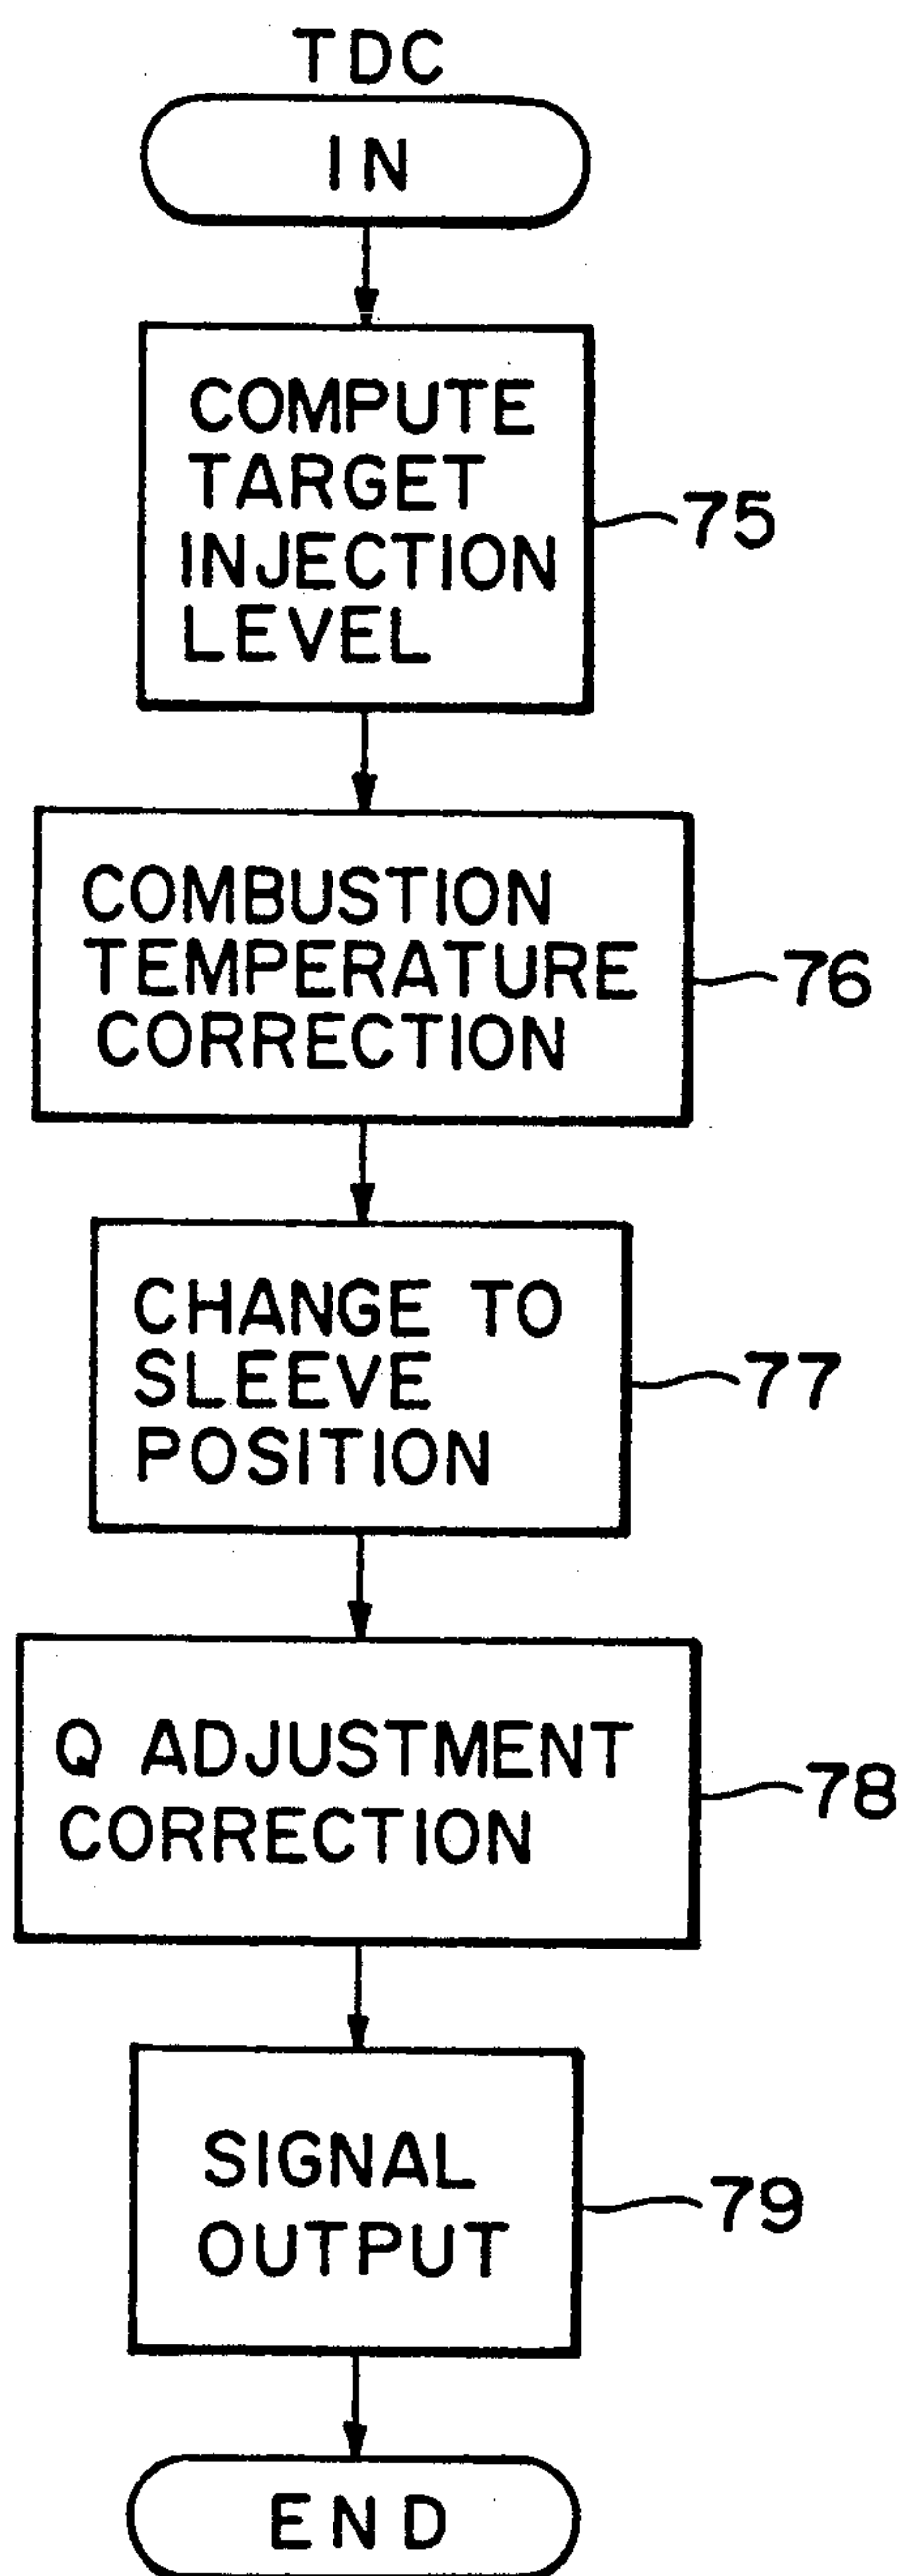 TDC
IN
COMPUTE
TARGET
INJECTION
LEVEL
75
COMBUSTION
TEMPERATURE
CORRECTION
76
CHANGE TO
SLEEVE
POSITION
77
Q ADJUSTMENT
CORRECTION
78
SIGNAL
OUTPUT
79
END